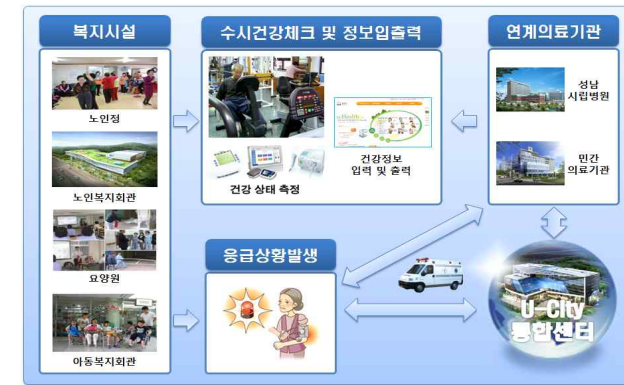 복지시설
노인정
노인복지회관
요양원
아동복지회관
수시건강체크 및 정보입출력
건강 상태 측정
건강정보
입력 및 출력
연계의료기관
성남
시립병원
민간
의료기관
응급상황발생
U-City
통합센터